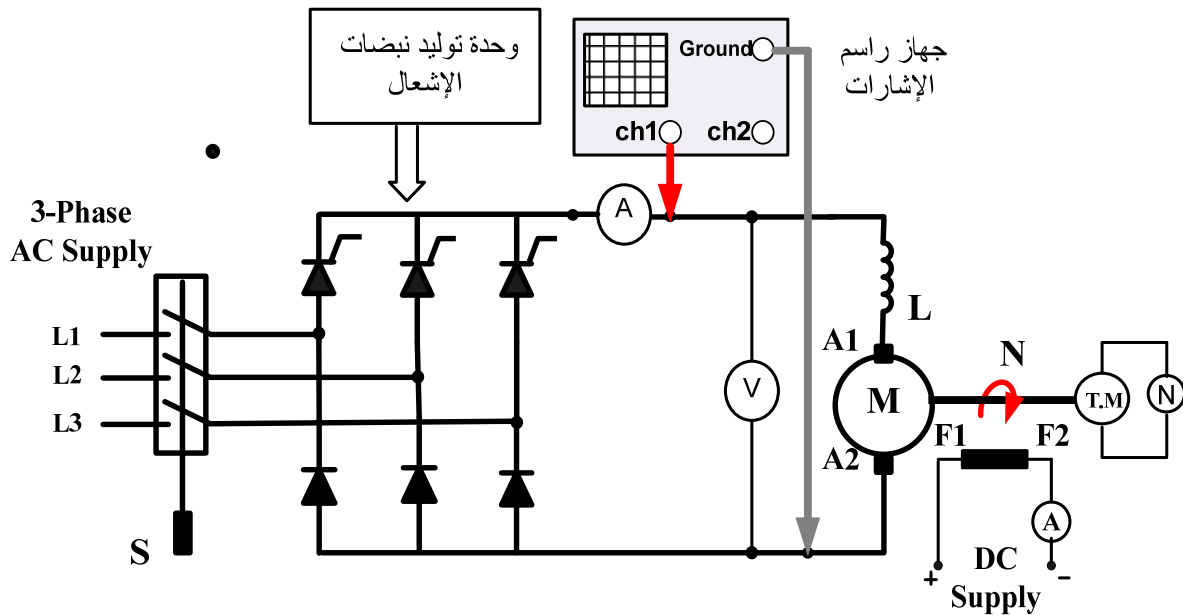 وحدة توليد نبضات
الإشعال
Ground
ch1
ch2
جهاز راسم
الإشارات
3-Phase
AC Supply
L1
L2
L3
S
A
V
L
A1
M
A2
N
T.M
N
F1
F2
A
+
DC
Supply
-